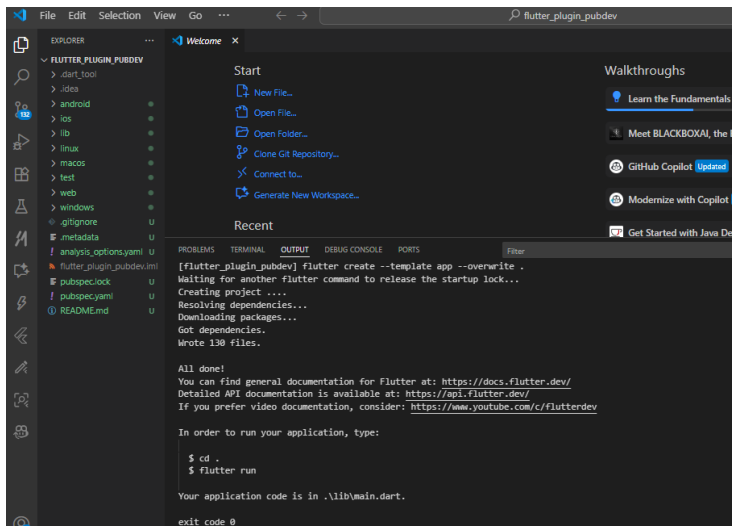 File Edit Selection View Go ···
flutter_plugin_pubdev
EXPLORER ···
FLUTTER_PLUGIN_PUBDEV
.dart_tool
.idea
android
ios
lib
linux
macos
test
web
windows
.gitignore U
.metadata U
analysis_options.yaml U
flutter_plugin_pubdev.iml
pubspec.lock U
pubspec.yaml U
README.md U
132
Welcome
Start
New File...
Open File...
Open Folder...
Clone Git Repository...
Connect to...
Generate New Workspace...
Recent
Walkthroughs
Learn the Fundamentals
Meet BLACKBOXAI, the
GitHub Copilot Updated
Modernize with Copilot
Get Started with Java De
PROBLEMS TERMINAL OUTPUT DEBUG CONSOLE PORTS Filter
[flutter_plugin_pubdev] flutter create --template app --overwrite .
Waiting for another flutter command to release the startup lock...
Creating project ....
Resolving dependencies...
Downloading packages...
Got dependencies.
Wrote 130 files.
All done!
You can find general documentation for Flutter at: https://docs.flutter.dev/
Detailed API documentation is available at: https://api.flutter.dev/
If you prefer video documentation, consider: https://www.youtube.com/c/flutterdev
In order to run your application, type:
$ cd .
$ flutter run
Your application code is in .\lib\main.dart.
exit code 0